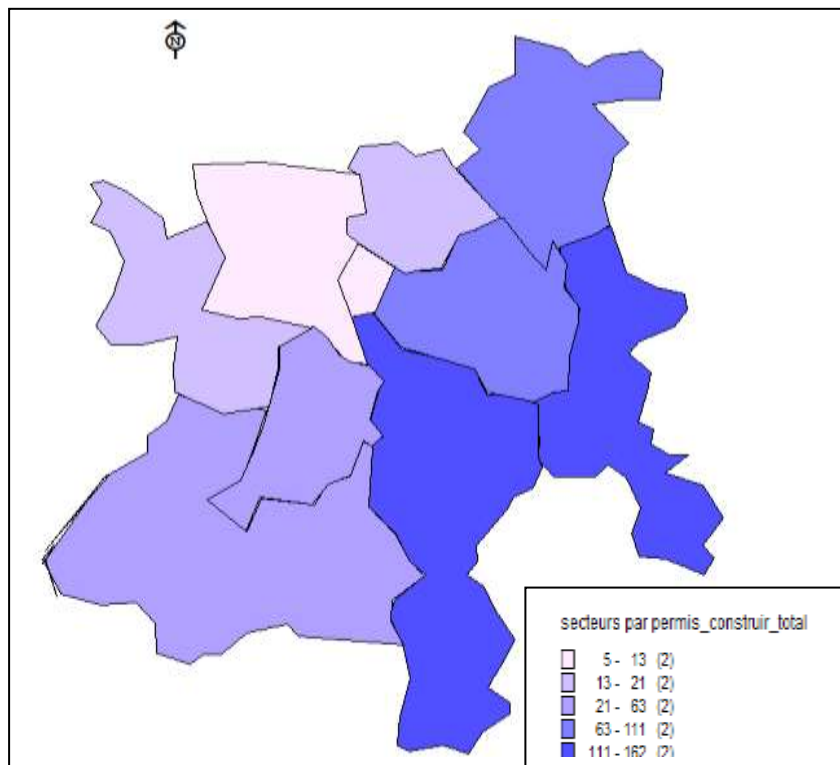 N
secteurs par permis_construir_total
5 - 13 (2)
13 - 21 (2)
21 - 63 (2)
63 - 111 (2)
111 - 162 (2)